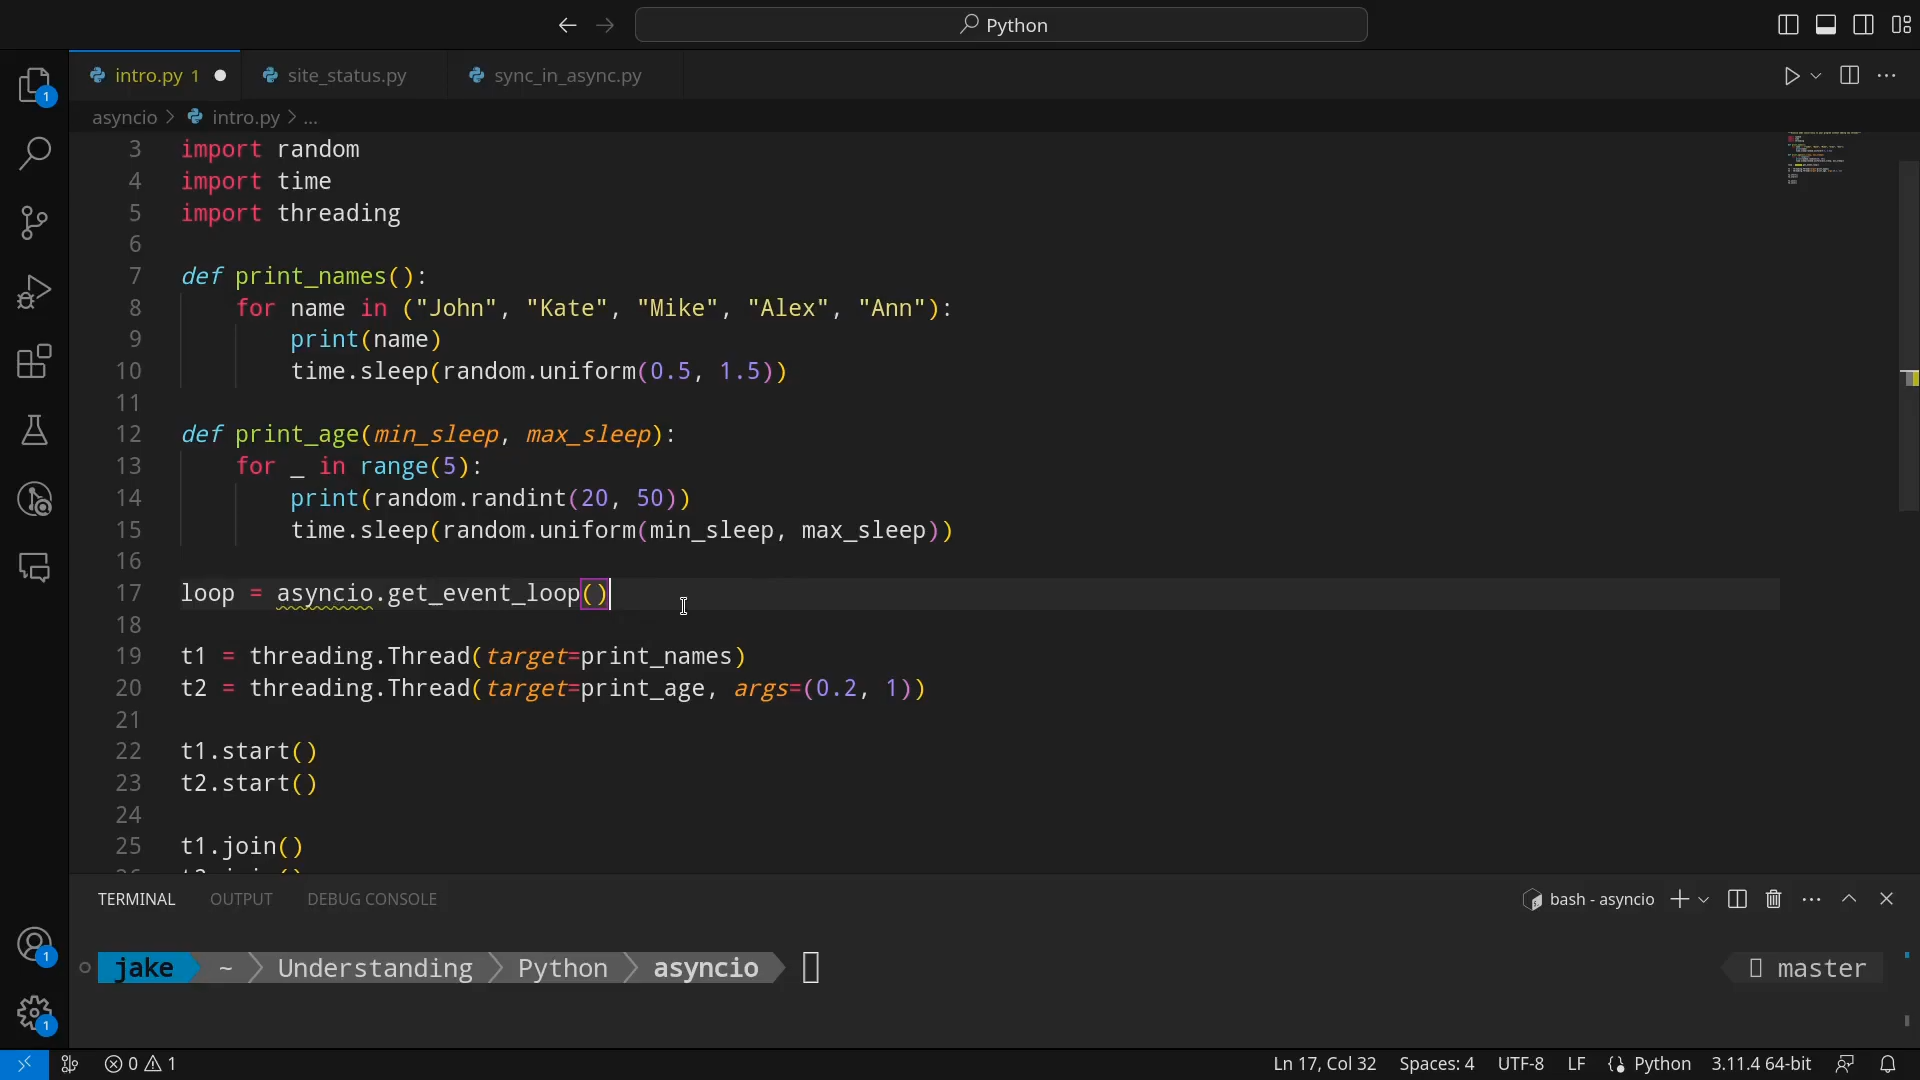 Python
intro.py 1
site_status.py
sync_in_async.py
asyncio > intro.py > ...
3 import random
4 import time
5 import threading
6
7 def print_names():
8 for name in ("John", "Kate", "Mike", "Alex", "Ann"):
9 print(name)
10 time.sleep(random.uniform(0.5, 1.5))
11
12 def print_age(min_sleep, max_sleep):
13 for _ in range(5):
14 print(random.randint(20, 50))
15 time.sleep(random.uniform(min_sleep, max_sleep))
16
17 loop = asyncio.get_event_loop()
18
19 t1 = threading.Thread(target=print_names)
20 t2 = threading.Thread(target=print_age, args=(0.2, 1))
21
22 t1.start()
23 t2.start()
24
25 t1.join()
TERMINAL OUTPUT DEBUG CONSOLE
bash - asyncio
jake ~ Understanding Python asyncio
master
1
1
1
0 1
Ln 17, Col 32 Spaces: 4 UTF-8 LF Python 3.11.4 64-bit